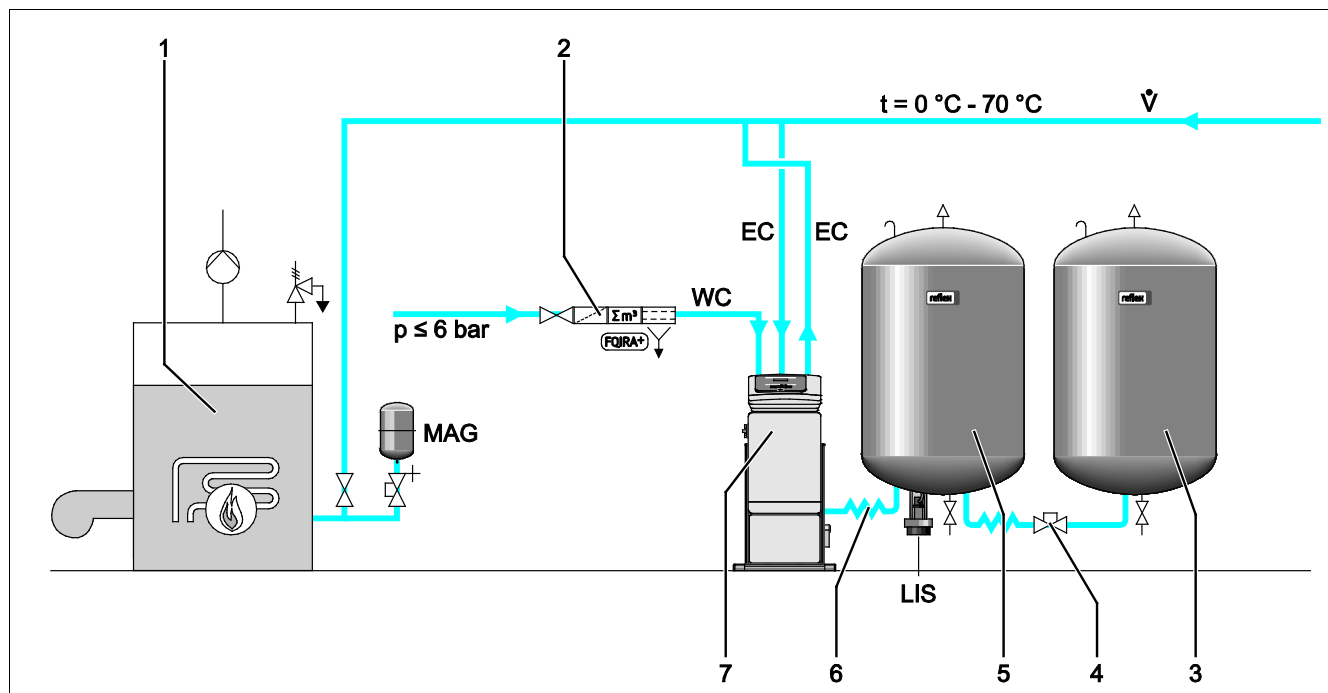 1
2
t = 0 °C - 70 °C
V̇
EC
EC
WC
p ≤ 6 bar
Σm³
FQIRA⁺
reflex
reflex
MAG
LIS
7
6
5
4
3